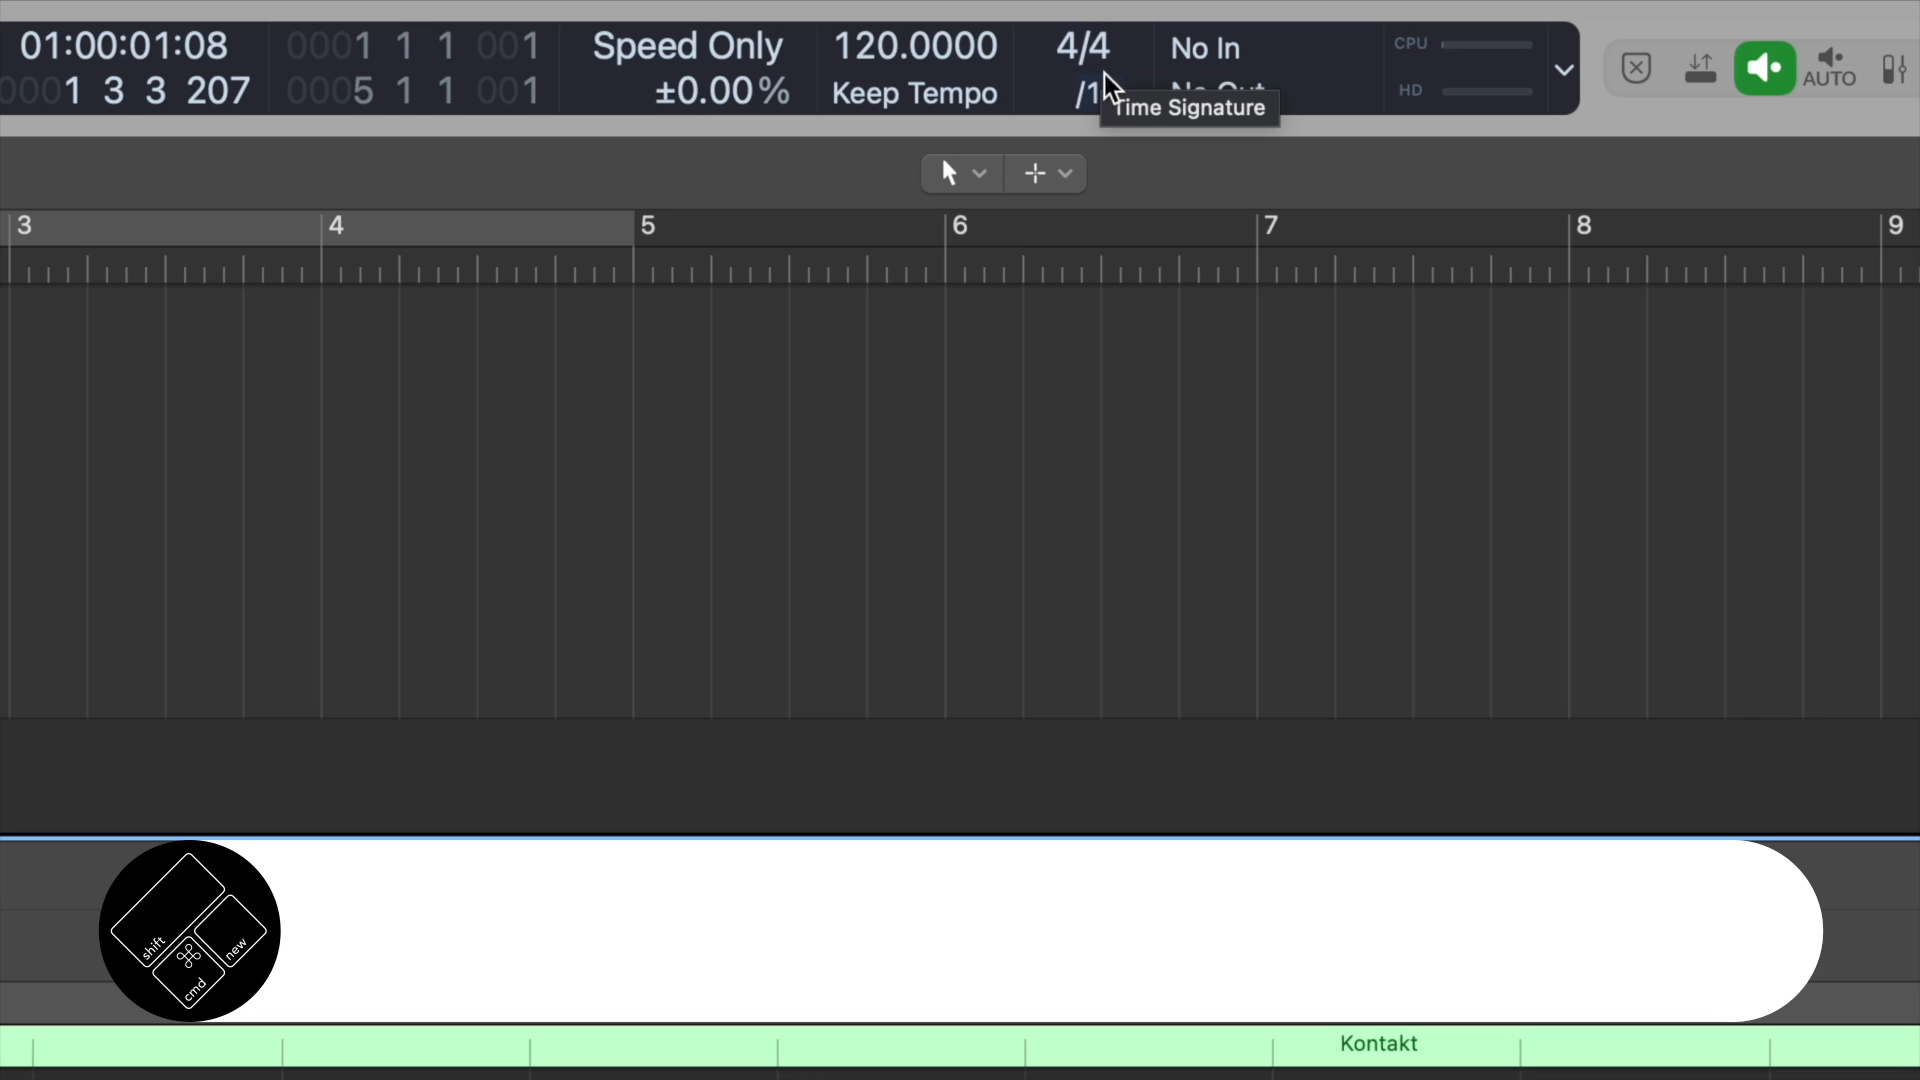 01:00:01:08
0001 1 1 001
Speed Only
120.0000
4/4
No In
CPU
0001 3 3 207
0005 1 1 001
±0.00%
Keep Tempo
/1
HD
AUTO
Time Signature
3 4 5 6 7 8 9
shift
cmd
new
Kontakt